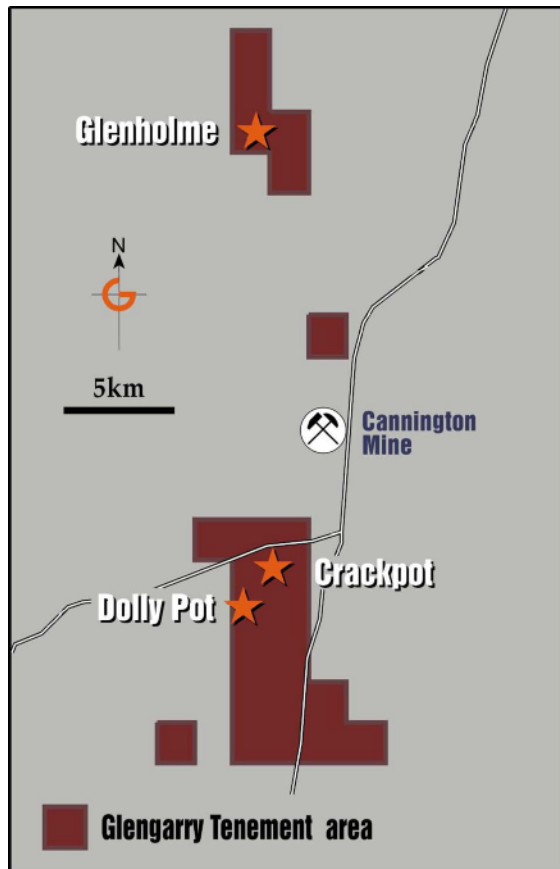 Glenholme
N
5km
Cannington
Mine
Crackpot
Dolly Pot
Glengarry Tenement area